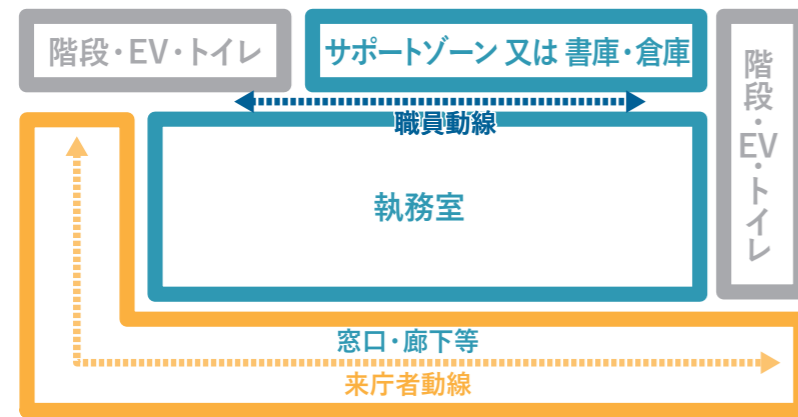 階段・EV・トイレ
サポートゾーン 又は 書庫・倉庫
階段・EV・トイレ
職員動線
執務室
窓口・廊下等
来庁者動線